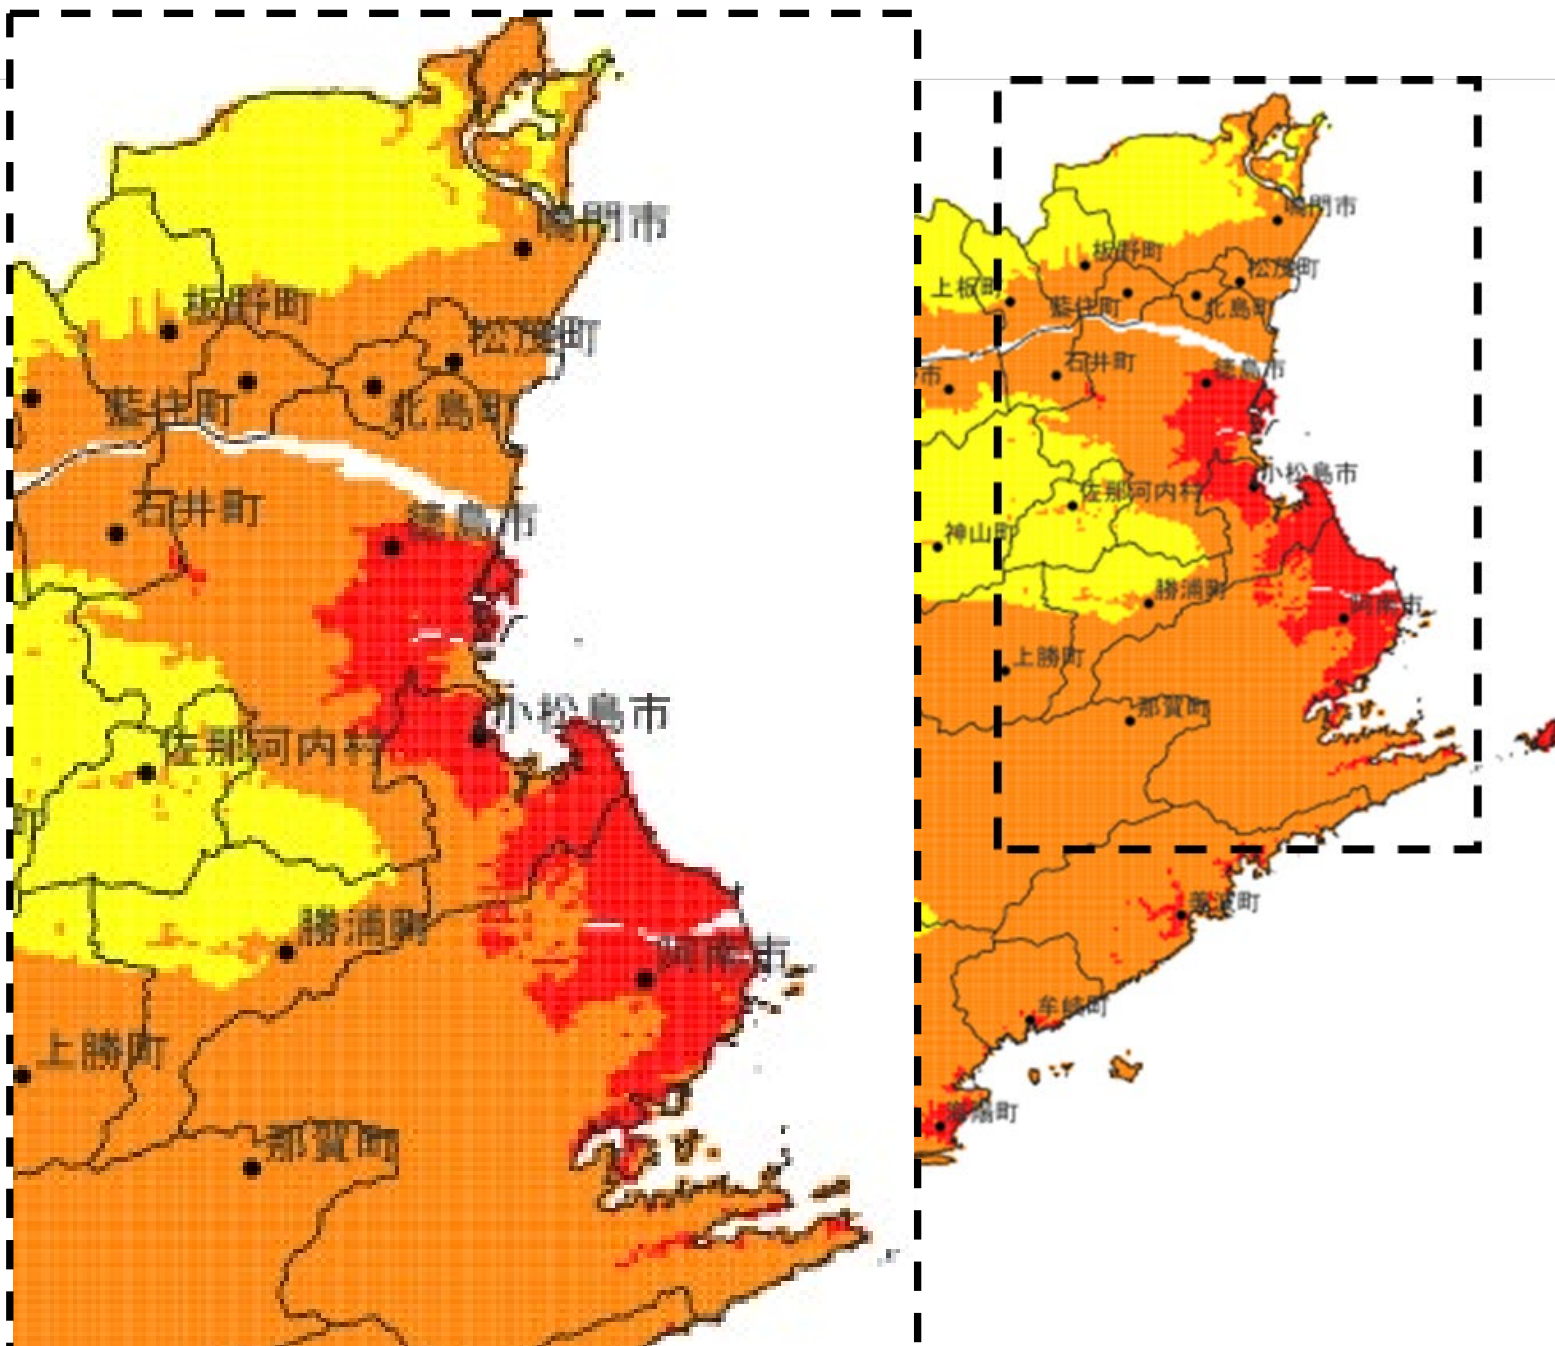 鳴門市
板野町
松茂町
藍住町
北島町
石井町
徳島市
小松島市
佐那河内村
町
勝浦町
阿南市
上勝町
那賀町
鳴門市
板野町
松茂町
上板町
藍住町
北島町
石井町
徳島市
市
小松島市
佐那河内村
神山町
勝浦町
阿南市
上勝町
那賀町
美波町
牟岐町
海陽町